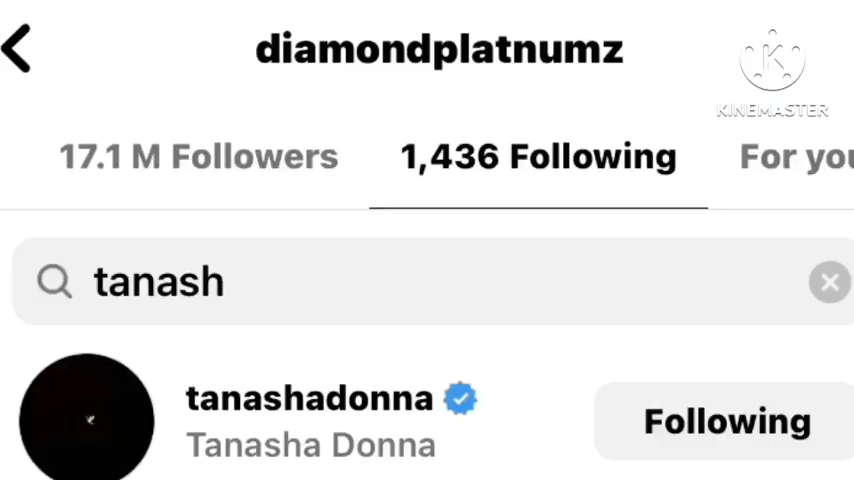 diamondplatnumz
KINEMASTER
17.1 M Followers 1,436 Following For you
tanash
tanashadonna
Following
Tanasha Donna